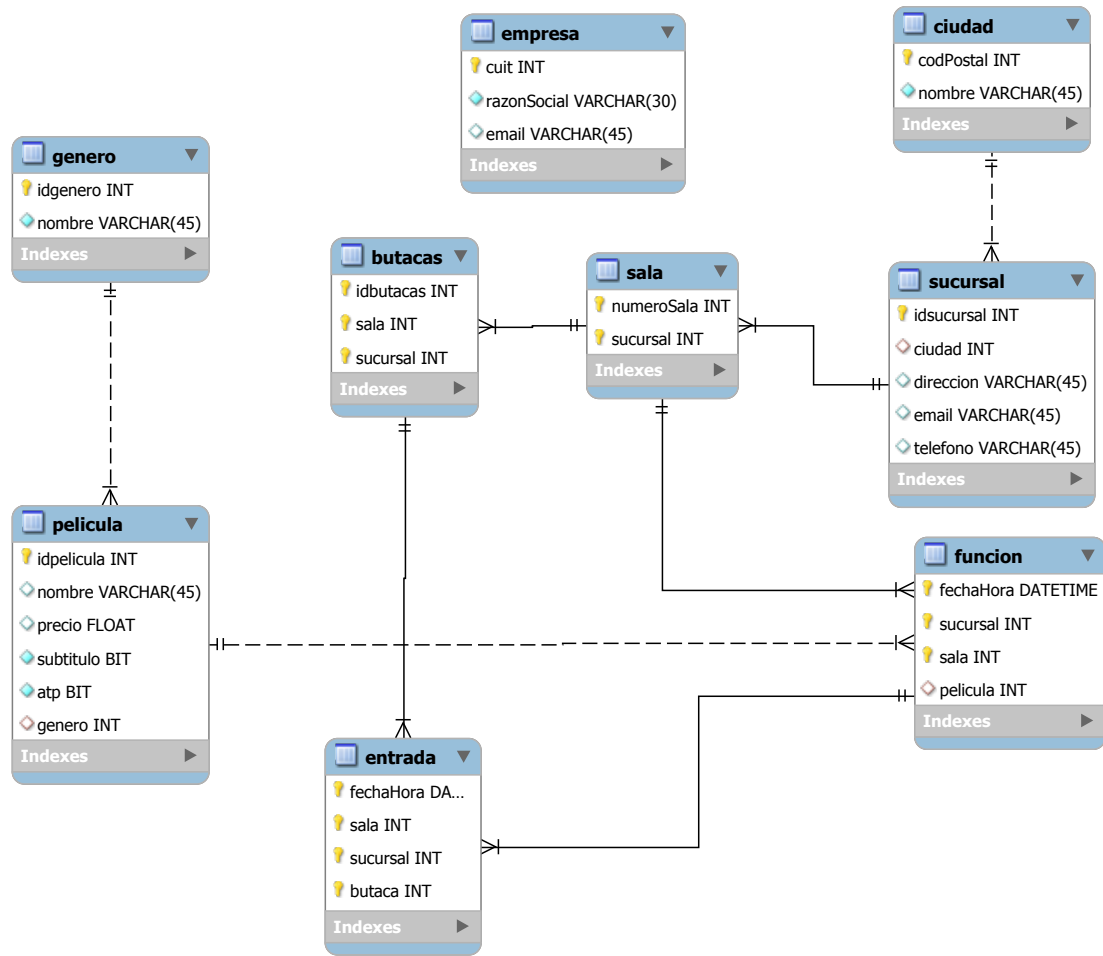 empresa
cuit INT
razonSocial VARCHAR(30)
email VARCHAR(45)
Indexes
ciudad
codPostal INT
nombre VARCHAR(45)
Indexes
genero
idgenero INT
nombre VARCHAR(45)
Indexes
butacas
idbutacas INT
sala INT
sucursal INT
Indexes
sala
numeroSala INT
sucursal INT
Indexes
sucursal
idsucursal INT
ciudad INT
direccion VARCHAR(45)
email VARCHAR(45)
telefono VARCHAR(45)
Indexes
pelicula
idpelicula INT
nombre VARCHAR(45)
precio FLOAT
subtitulo BIT
atp BIT
genero INT
Indexes
funcion
fechaHora DATETIME
sucursal INT
sala INT
pelicula INT
Indexes
entrada
fechaHora DA...
sala INT
sucursal INT
butaca INT
Indexes